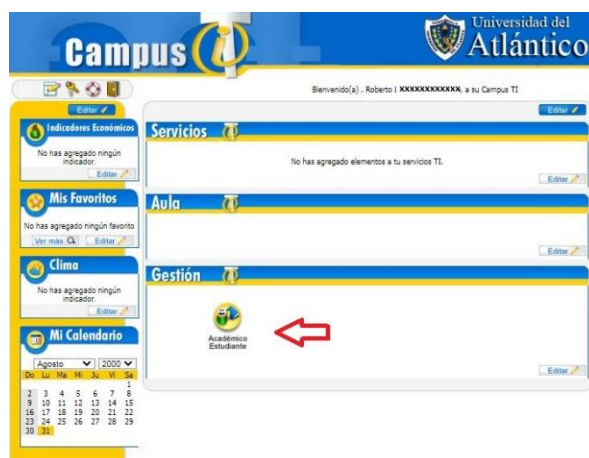 Campus
Universidad del
Atlántico
Bienvenido(a) , Roberto I XXXXXXXXXXXX, a su Campus TI
Editar
Indicadores Económicos
No has agregado ningún
indicador.
Editar
Mis Favoritos
No has agregado ningún favorito
Ver más
Editar
Clima
No has agregado ningún
indicador.
Editar
Mi Calendario
Agosto 2000
Do Lu Ma Mi Ju Vi Sa
1
2 3 4 5 6 7 8
9 10 11 12 13 14 15
16 17 18 19 20 21 22
23 24 25 26 27 28 29
30 31
Editar
Servicios
No has agregado elementos a tu servicios TI.
Editar
Aula
Editar
Gestión
Académico
Estudiante
Editar